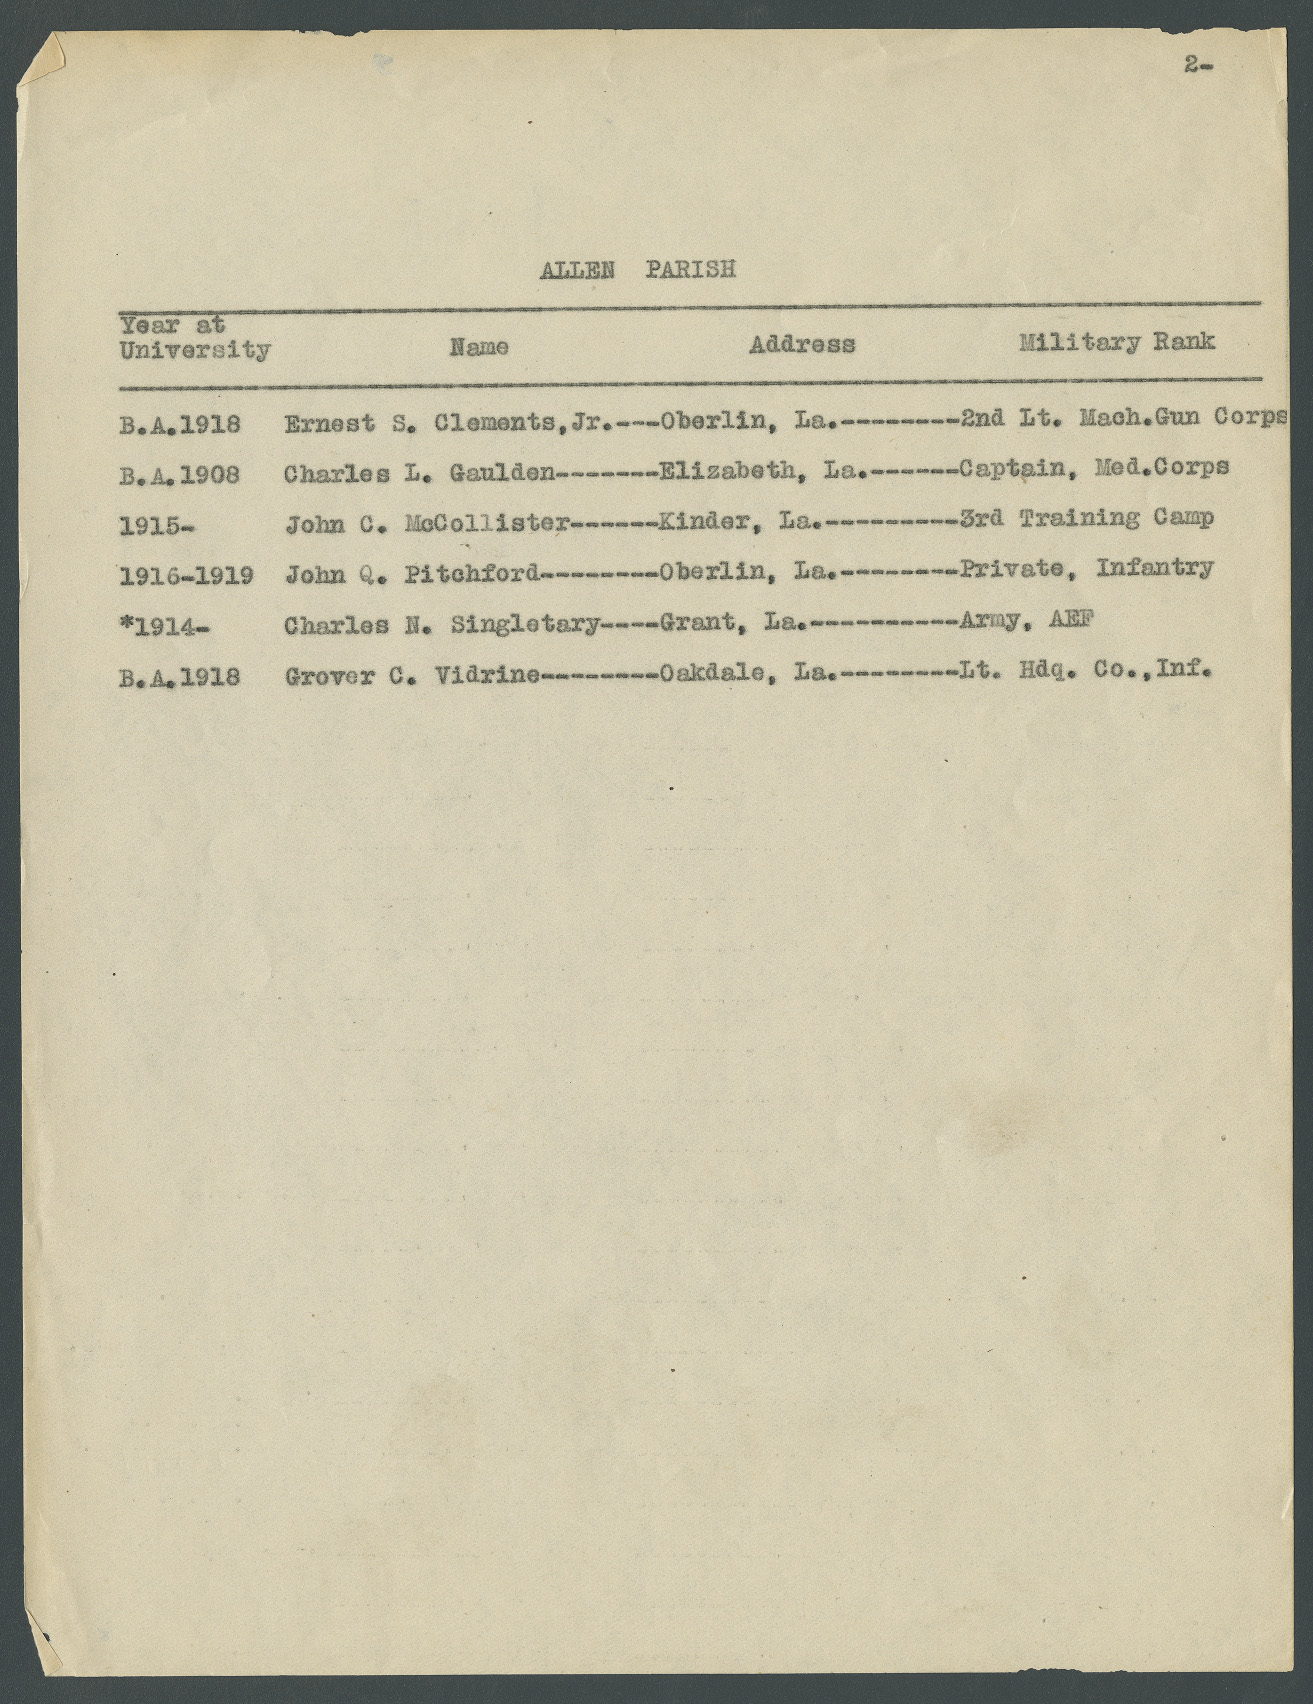 2-
ALLEN PARISH
Year at
University Name Address Military Rank
B.A.1918 Ernest S. Clements,Jr.---Oberlin, La.--------2nd Lt. Mach.Gun Corps
B.A.1908 Charles L. Gaulden-------Elizabeth, La.------Captain, Med.Corps
1915- John C. McCollister------Kinder, La.---------3rd Training Camp
1916-1919 John Q. Pitchford--------Oberlin, La.--------Private, Infantry
*1914- Charles N. Singletary----Grant, La.----------Army, AEF
B.A.1918 Grover C. Vidrine--------Oakdale, La.--------Lt. Hdq. Co.,Inf.